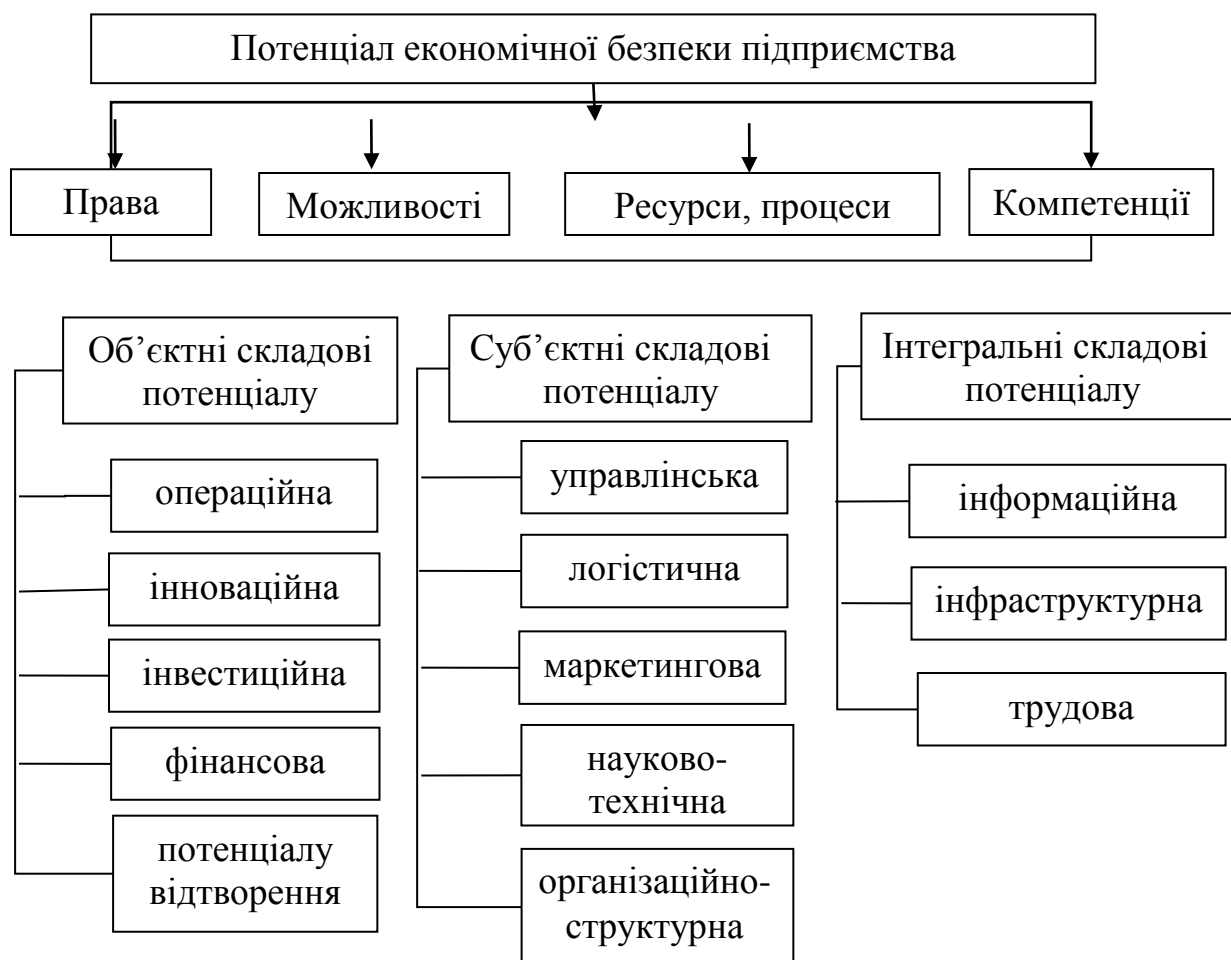 Потенціал економічної безпеки підприємства
Права
Можливості
Ресурси, процеси
Компетенції
Об’єктні складові
потенціалу
операційна
інноваційна
інвестиційна
фінансова
потенціалу
відтворення
Суб’єктні складові
потенціалу
управлінська
логістична
маркетингова
науково-
технічна
організаційно-
структурна
Інтегральні складові
потенціалу
інформаційна
інфраструктурна
трудова